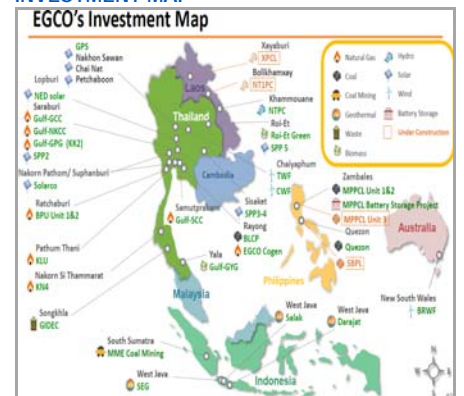 EGCO's Investment Map
GPS
Nakhon Sawan
Chai Nat
Petchaboon
Lopburi
NED solar
Saraburi
Gulf-GCC
Gulf-NKCC
Gulf-GPG (KK2)
SPP2
Nakorn Pathom/ Suphanburi
Solarco
Ratchaburi
BPU Unit 1&2
Pathum Thani
KLU
Nakorn Si Thammarat
KN4
Songkhla
GIDEC
Thailand
Laos
Cambodia
Malaysia
Xayaburi
XPCL
Bolikhamxay
NT1PC
Khammouane
NTPC
Roi-Et
Roi-Et Green
SPP 5
Chaiyaphum
TWF
CWF
Sisaket
SPP3-4
Samutprakarn
Gulf-SCC
Rayong
BLCP
EGCO Cogen
Yala
Gulf-GYG
Natural Gas
Hydro
Coal
Solar
Coal Mining
Wind
Geothermal
Battery Storage
Waste
Under Construction
Biomass
Zambales
MPPCL Unit 1&2
MPPCL Battery Storage Project
MPPCL Unit 3
Quezon
Quezon
SBPL
Philippines
Australia
New South Wales
BRWF
South Sumatra
MME Coal Mining
West Java
SEG
West Java
Salak
West Java
Darajat
Indonesia